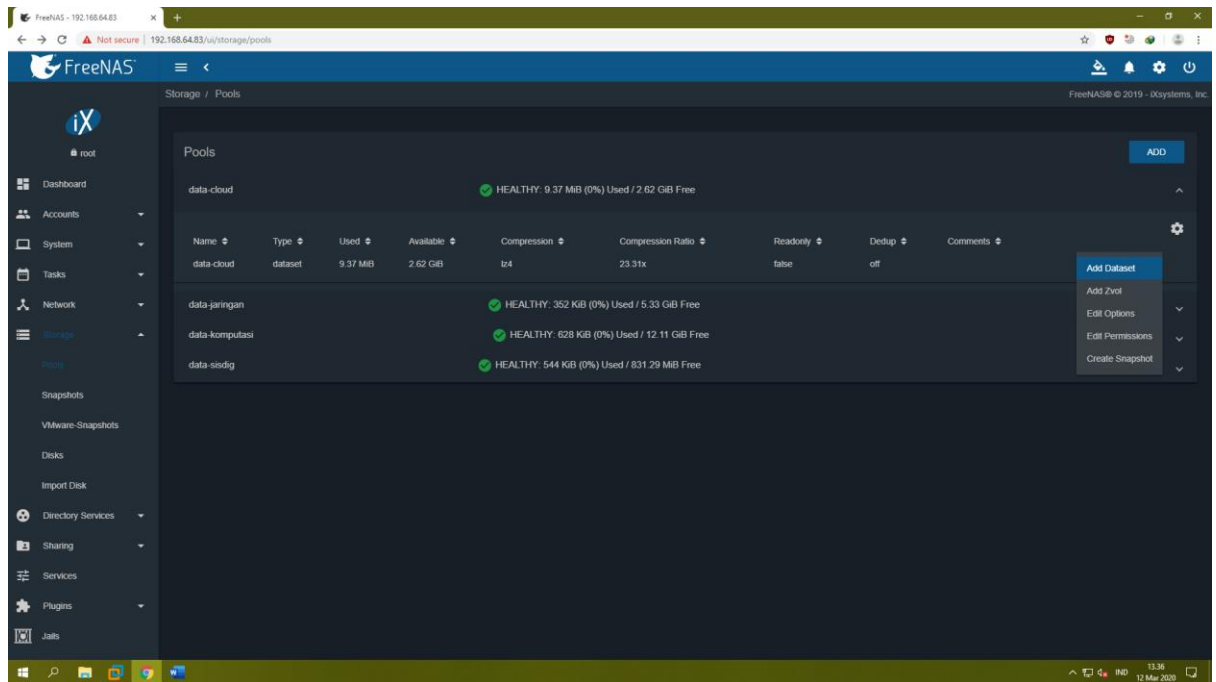 FreeNAS - 192.168.64.83
Not secure | 192.168.64.83/ui/storage/pools
FreeNAS
Storage / Pools
FreeNAS® © 2019 - iXsystems, Inc.
iX
root
Pools
ADD
Dashboard
data-cloud
HEALTHY: 9.37 MiB (0%) Used / 2.62 GiB Free
Accounts
System
Name Type Used Available Compression Compression Ratio Readonly Dedup Comments
data-cloud dataset 9.37 MiB 2.62 GiB lz4 23.31x false off
Add Dataset
Add Zvol
Edit Options
Edit Permissions
Create Snapshot
Tasks
Network
data-jaringan
HEALTHY: 352 KiB (0%) Used / 5.33 GiB Free
Storage
data-komputasi
HEALTHY: 628 KiB (0%) Used / 12.11 GiB Free
Pools
data-sisdig
HEALTHY: 544 KiB (0%) Used / 831.29 MiB Free
Snapshots
VMware-Snapshots
Disks
Import Disk
Directory Services
Sharing
Services
Plugins
Jails
IND
13.36
12 Mar 2020